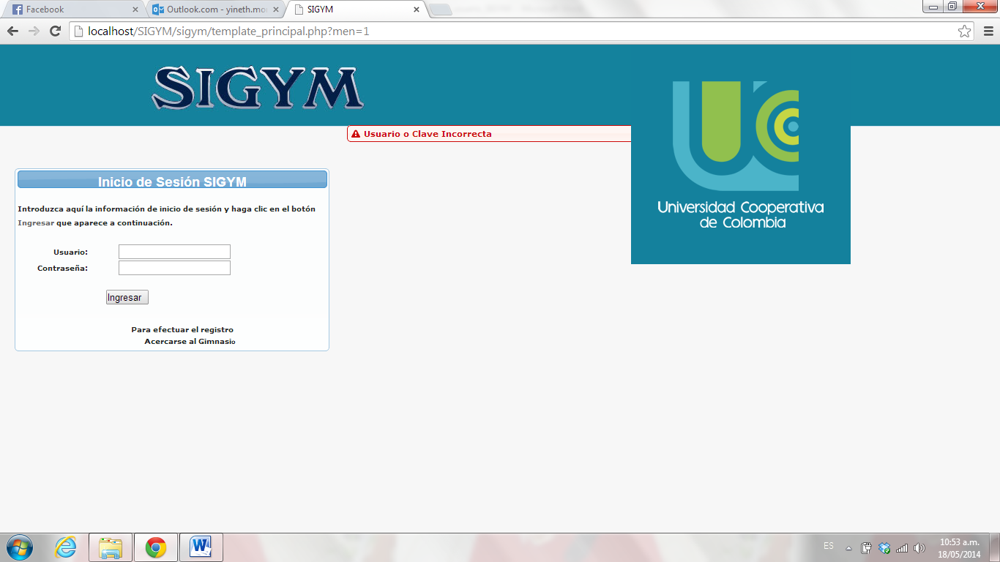 Facebook
Outlook.com - yineth.mo
SIGYM
localhost/SIGYM/sigym/template_principal.php?men=1
SIGYM
Usuario o Clave Incorrecta
UCC
Universidad Cooperativa
de Colombia
Inicio de Sesión SIGYM
Introduzca aquí la información de inicio de sesión y haga clic en el botón
Ingresar que aparece a continuación.
Usuario:
Contraseña:
Ingresar
Para efectuar el registro
Acercarse al Gimnasio
ES
10:53 a.m.
18/05/2014